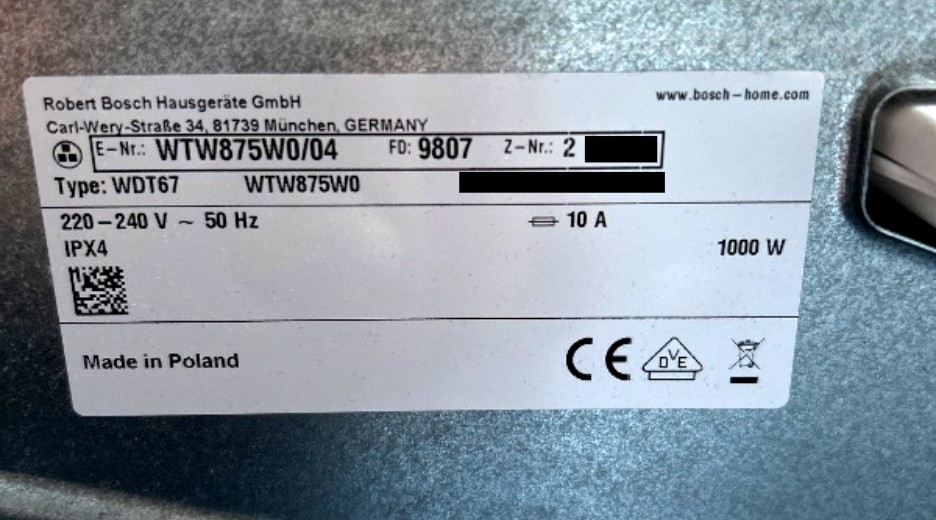 Robert Bosch Hausgeräte GmbH
www.bosch-home.com
Carl-Wery-Straße 34, 81739 München, GERMANY
E-Nr.: WTW875W0/04 FD: 9807 Z-Nr.: 2
Type: WDT67 WTW875W0
220-240 V ~ 50 Hz 10 A
IPX4
1000 W
Made in Poland
CE DVE